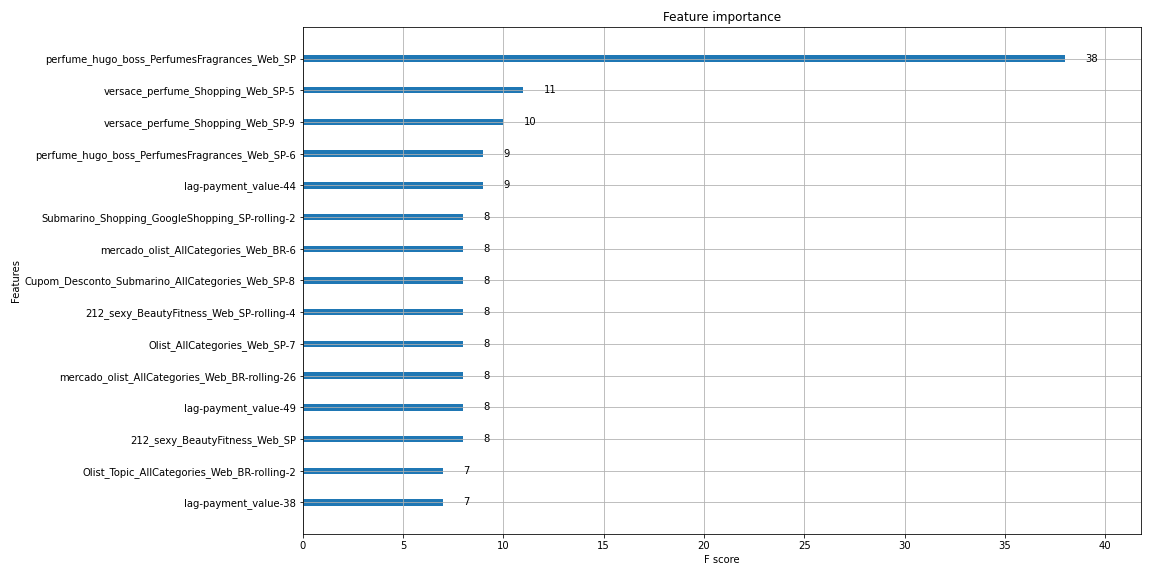 Feature importance
perfume_hugo_boss_PerfumesFragrances_Web_SP 38
versace_perfume_Shopping_Web_SP-5 11
versace_perfume_Shopping_Web_SP-9 10
perfume_hugo_boss_PerfumesFragrances_Web_SP-6 9
lag-payment_value-44 9
Submarino_Shopping_GoogleShopping_SP-rolling-2 8
mercado_olist_AllCategories_Web_BR-6 8
Cupom_Desconto_Submarino_AllCategories_Web_SP-8 8
212_sexy_BeautyFitness_Web_SP-rolling-4 8
Olist_AllCategories_Web_SP-7 8
mercado_olist_AllCategories_Web_BR-rolling-26 8
lag-payment_value-49 8
212_sexy_BeautyFitness_Web_SP 8
Olist_Topic_AllCategories_Web_BR-rolling-2 7
lag-payment_value-38 7
Features
0 5 10 15 20 25 30 35 40
F score